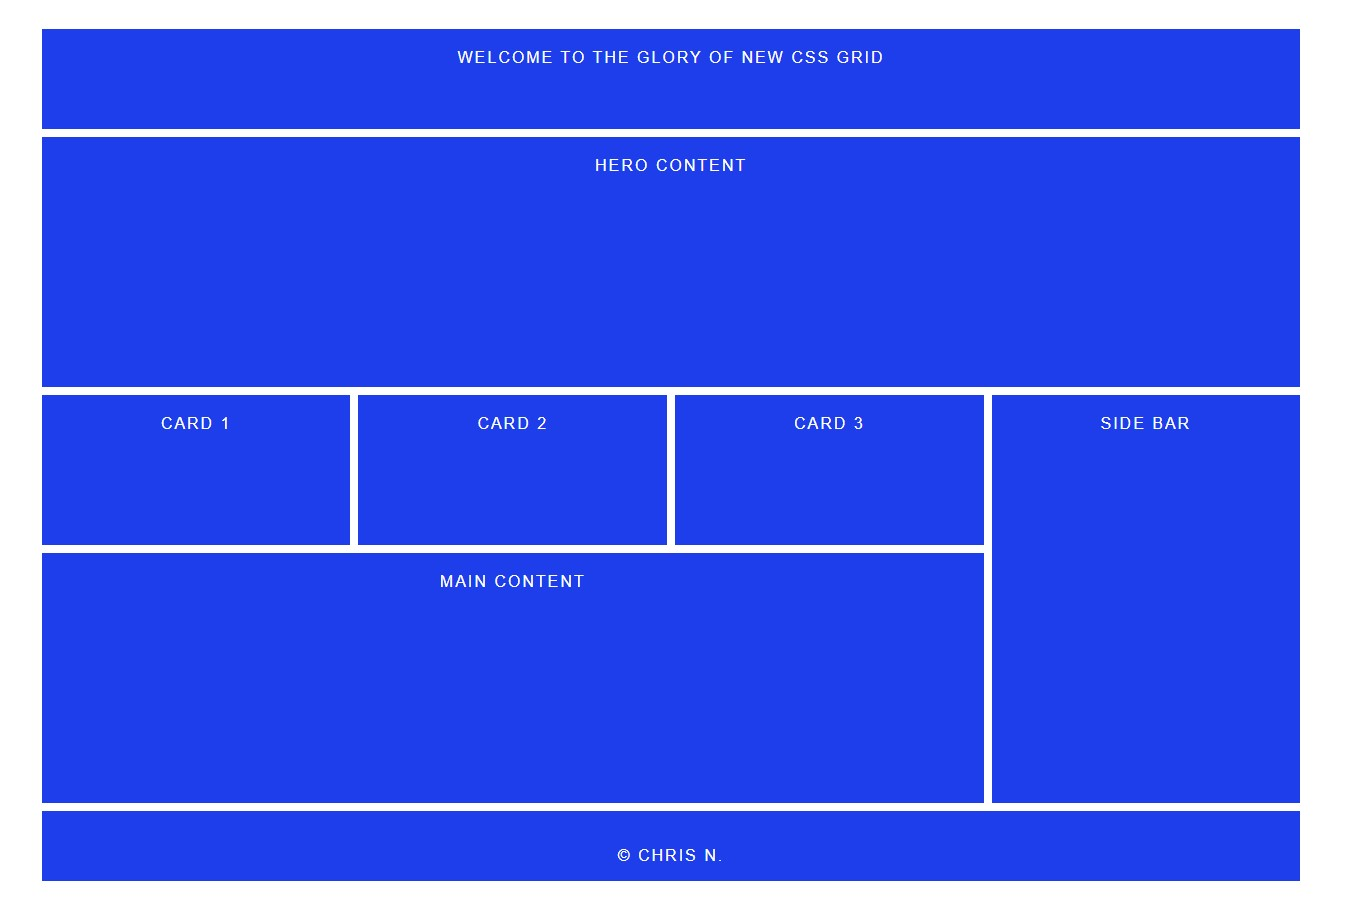 WELCOME TO THE GLORY OF NEW CSS GRID
HERO CONTENT
CARD 1
CARD 2
CARD 3
SIDE BAR
MAIN CONTENT
© CHRIS N.